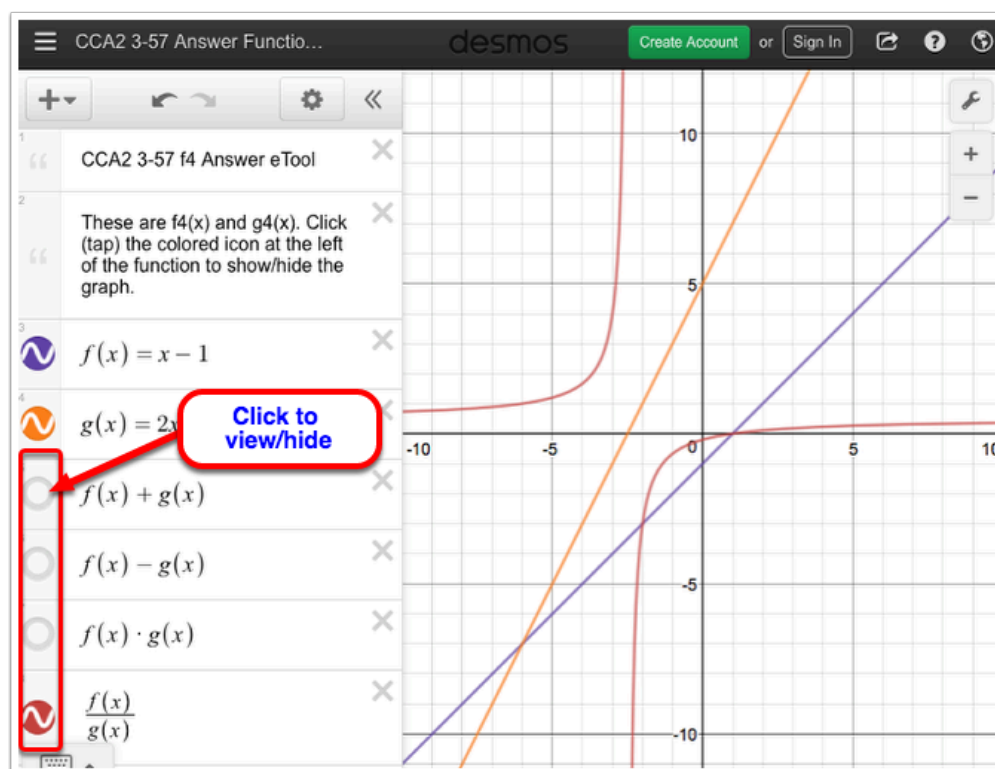 CCA2 3-57 Answer Functio...
desmos
Create Account or Sign In
1
CCA2 3-57 f4 Answer eTool
2
These are f4(x) and g4(x). Click
(tap) the colored icon at the left
of the function to show/hide the
graph.
3
f(x) = x − 1
4
g(x) = 2x
Click to
view/hide
f(x) + g(x)
f(x) − g(x)
f(x) · g(x)
f(x)
g(x)
10
5
-10
-5
0
5
10
-5
-10